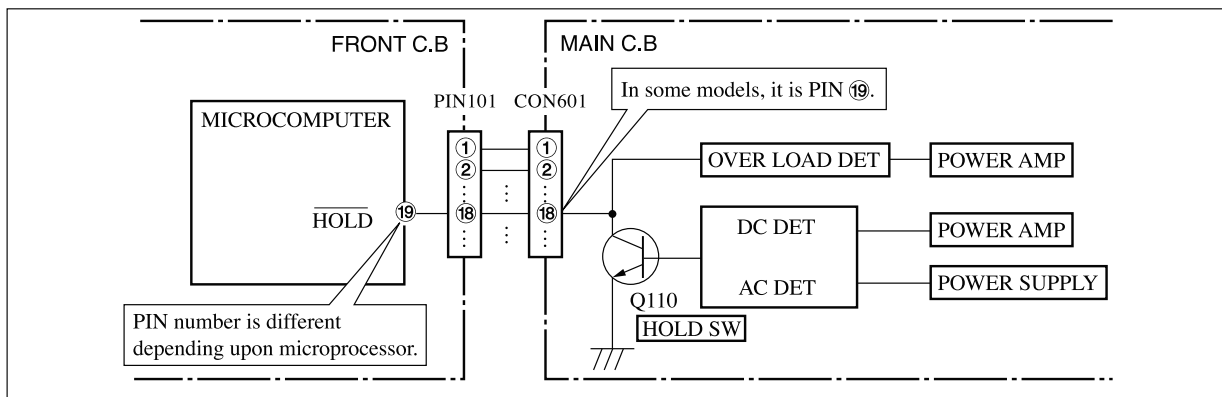 FRONT C.B
MAIN C.B
In some models, it is PIN ⑲.
PIN101
CON601
MICROCOMPUTER
① ①
② ②
OVER LOAD DET
POWER AMP
HOLD
⑲
⑱ ⑱
DC DET
POWER AMP
AC DET
POWER SUPPLY
Q110
HOLD SW
PIN number is different
depending upon microprocessor.